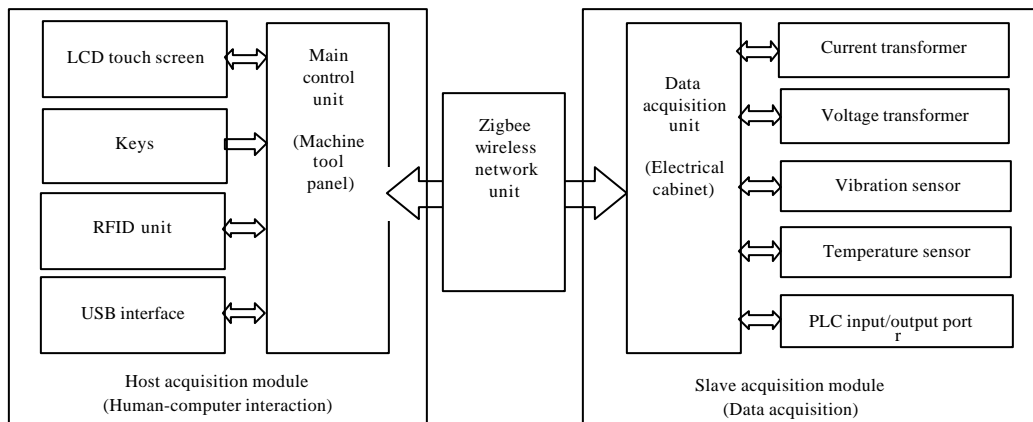 LCD touch screen
Keys
RFID unit
USB interface
Main
control
unit
(Machine
tool
panel)
Host acquisition module
(Human-computer interaction)
Zigbee
wireless
network
unit
Data
acquisition
unit
(Electrical
cabinet)
Current transformer
Voltage transformer
Vibration sensor
Temperature sensor
PLC input/output port
r
Slave acquisition module
(Data acquisition)